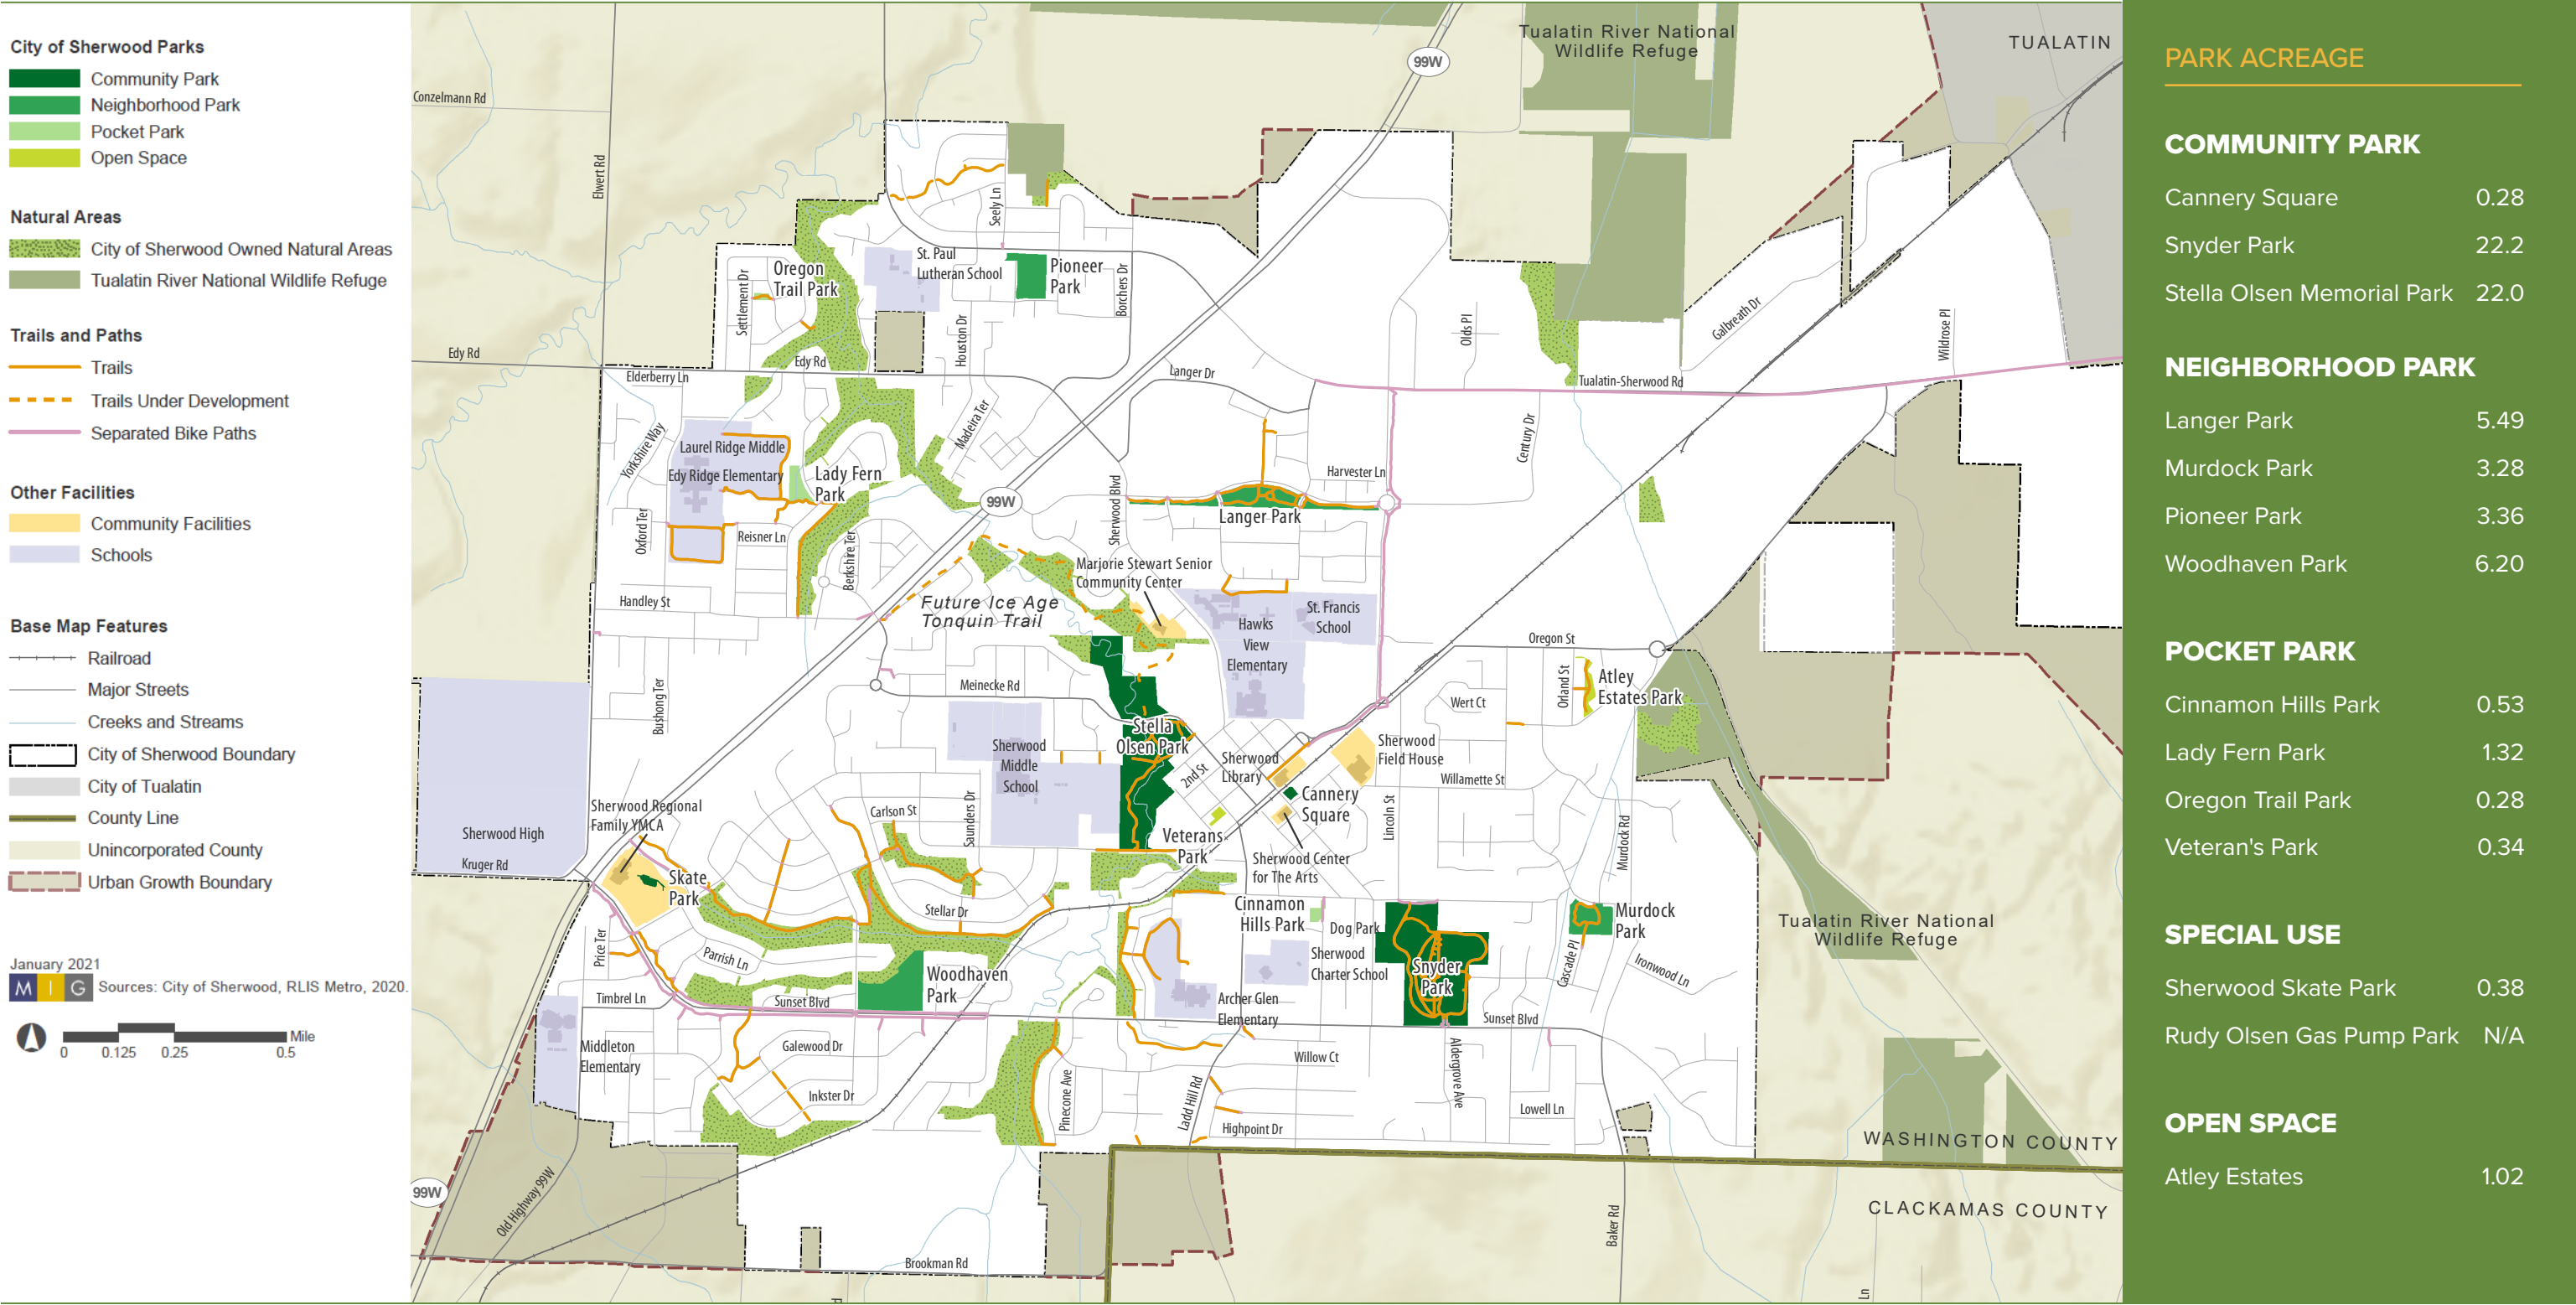 City of Sherwood Parks
Community Park
Neighborhood Park
Pocket Park
Open Space
Natural Areas
City of Sherwood Owned Natural Areas
Tualatin River National Wildlife Refuge
Trails and Paths
Trails
Trails Under Development
Separated Bike Paths
Other Facilities
Community Facilities
Schools
Base Map Features
Railroad
Major Streets
Creeks and Streams
City of Sherwood Boundary
City of Tualatin
County Line
Unincorporated County
Urban Growth Boundary
January 2021
M I G Sources: City of Sherwood, RLIS Metro, 2020.
Mile
0 0.125 0.25 0.5
Tualatin River National
Wildlife Refuge
TUALATIN
99W
Conzelmann Rd
Elwert Rd
Seely Ln
St. Paul
Lutheran School
Pioneer
Park
Oregon
Trail Park
Settlement Dr
Borchers Dr
Houston Dr
Olds Pl
Galbreath Dr
Wildrose Pl
Edy Rd
Edy Rd
Elderberry Ln
Langer Dr
Tualatin-Sherwood Rd
Yorkshire Way
Madeira Ter
Century Dr
Laurel Ridge Middle
Edy Ridge Elementary
Lady Fern
Park
Harvester Ln
99W
Sherwood Blvd
Langer Park
Oxford Ter
Reisner Ln
Berkshire Ter
Marjorie Stewart Senior
Community Center
Handley St
Future Ice Age
Tonquin Trail
Hawks
View
Elementary
St. Francis
School
Oregon St
Meinecke Rd
Bushong Ter
Wert Ct
Orland St
Atley
Estates Park
Stella
Olsen Park
Sherwood
Middle
School
2nd St
Sherwood
Library
Sherwood
Field House
Willamette St
Cannery
Square
Lincoln St
Murdock Rd
Sherwood Regional
Family YMCA
Carlson St
Saunders Dr
Veterans
Park
Sherwood Center
for The Arts
Sherwood High
Kruger Rd
Skate
Park
Stellar Dr
Cinnamon
Hills Park
Dog Park
Murdock
Park
Tualatin River National
Wildlife Refuge
Price Ter
Parrish Ln
Woodhaven
Park
Sherwood
Charter School
Snyder
Park
Cascade Pl
Ironwood Ln
Timbrel Ln
Sunset Blvd
Archer Glen
Elementary
Sunset Blvd
Middleton
Elementary
Galewood Dr
Willow Ct
Inkster Dr
Pinecone Ave
Ladd Hill Rd
Aldergrove Ave
Lowell Ln
Highpoint Dr
WASHINGTON COUNTY
99W
Old Highway 99W
CLACKAMAS COUNTY
Baker Rd
Brookman Rd
Ln
PARK ACREAGE
COMMUNITY PARK
Cannery Square 0.28
Snyder Park 22.2
Stella Olsen Memorial Park 22.0
NEIGHBORHOOD PARK
Langer Park 5.49
Murdock Park 3.28
Pioneer Park 3.36
Woodhaven Park 6.20
POCKET PARK
Cinnamon Hills Park 0.53
Lady Fern Park 1.32
Oregon Trail Park 0.28
Veteran's Park 0.34
SPECIAL USE
Sherwood Skate Park 0.38
Rudy Olsen Gas Pump Park N/A
OPEN SPACE
Atley Estates 1.02